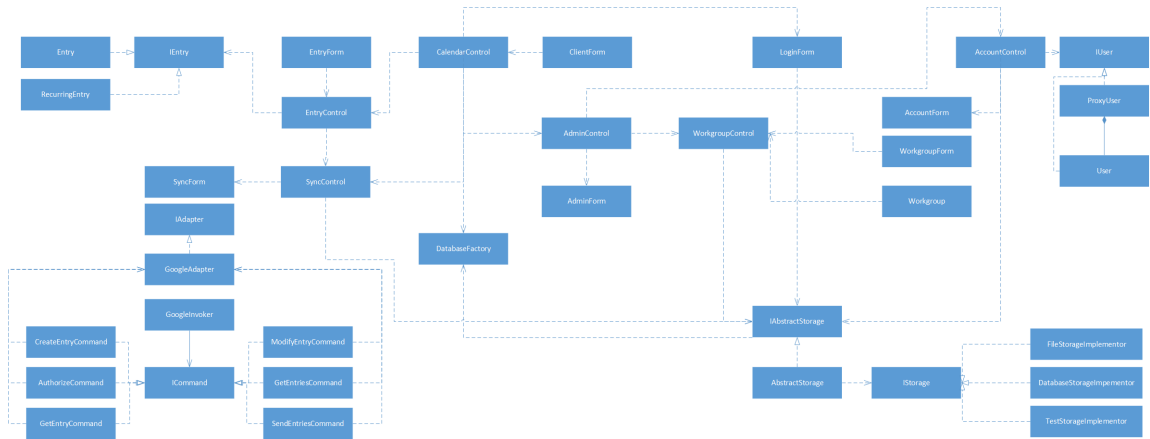 Entry
IEntry
EntryForm
CalendarControl
ClientForm
LoginForm
AccountControl
IUser
RecurringEntry
ProxyUser
EntryControl
AccountForm
AdminControl
WorkgroupControl
WorkgroupForm
SyncForm
SyncControl
User
AdminForm
Workgroup
IAdapter
DatabaseFactory
GoogleAdapter
GoogleInvoker
IAbstractStorage
CreateEntryCommand
ModifyEntryCommand
FileStorageImplementor
AuthorizeCommand
ICommand
GetEntriesCommand
AbstractStorage
IStorage
DatabaseStorageImpementor
GetEntryCommand
SendEntriesCommand
TestStorageImplementor